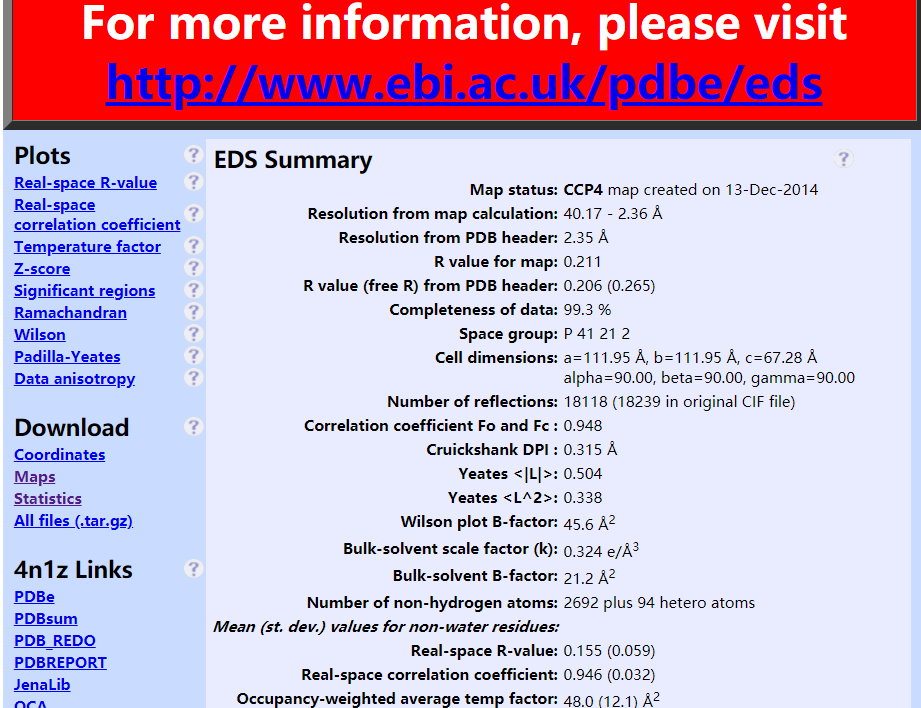 For more information, please visit
http://www.ebi.ac.uk/pdbe/eds
Plots ?
Real-space R-value ?
Real-space
correlation coefficient ?
Temperature factor ?
Z-score ?
Significant regions ?
Ramachandran ?
Wilson ?
Padilla-Yeates ?
Data anisotropy ?
Download ?
Coordinates
Maps
Statistics
All files (.tar.gz)
4n1z Links ?
PDBe
PDBsum
PDB_REDO
PDBREPORT
JenaLib
OCA
EDS Summary ?
Map status: CCP4 map created on 13-Dec-2014
Resolution from map calculation: 40.17 - 2.36 Å
Resolution from PDB header: 2.35 Å
R value for map: 0.211
R value (free R) from PDB header: 0.206 (0.265)
Completeness of data: 99.3 %
Space group: P 41 21 2
Cell dimensions: a=111.95 Å, b=111.95 Å, c=67.28 Å
alpha=90.00, beta=90.00, gamma=90.00
Number of reflections: 18118 (18239 in original CIF file)
Correlation coefficient Fo and Fc : 0.948
Cruickshank DPI : 0.315 Å
Yeates <|L|>: 0.504
Yeates <L^2>: 0.338
Wilson plot B-factor: 45.6 Å²
Bulk-solvent scale factor (k): 0.324 e/Å³
Bulk-solvent B-factor: 21.2 Å²
Number of non-hydrogen atoms: 2692 plus 94 hetero atoms
Mean (st. dev.) values for non-water residues:
Real-space R-value: 0.155 (0.059)
Real-space correlation coefficient: 0.946 (0.032)
Occupancy-weighted average temp factor: 48.0 (12.1) Å²